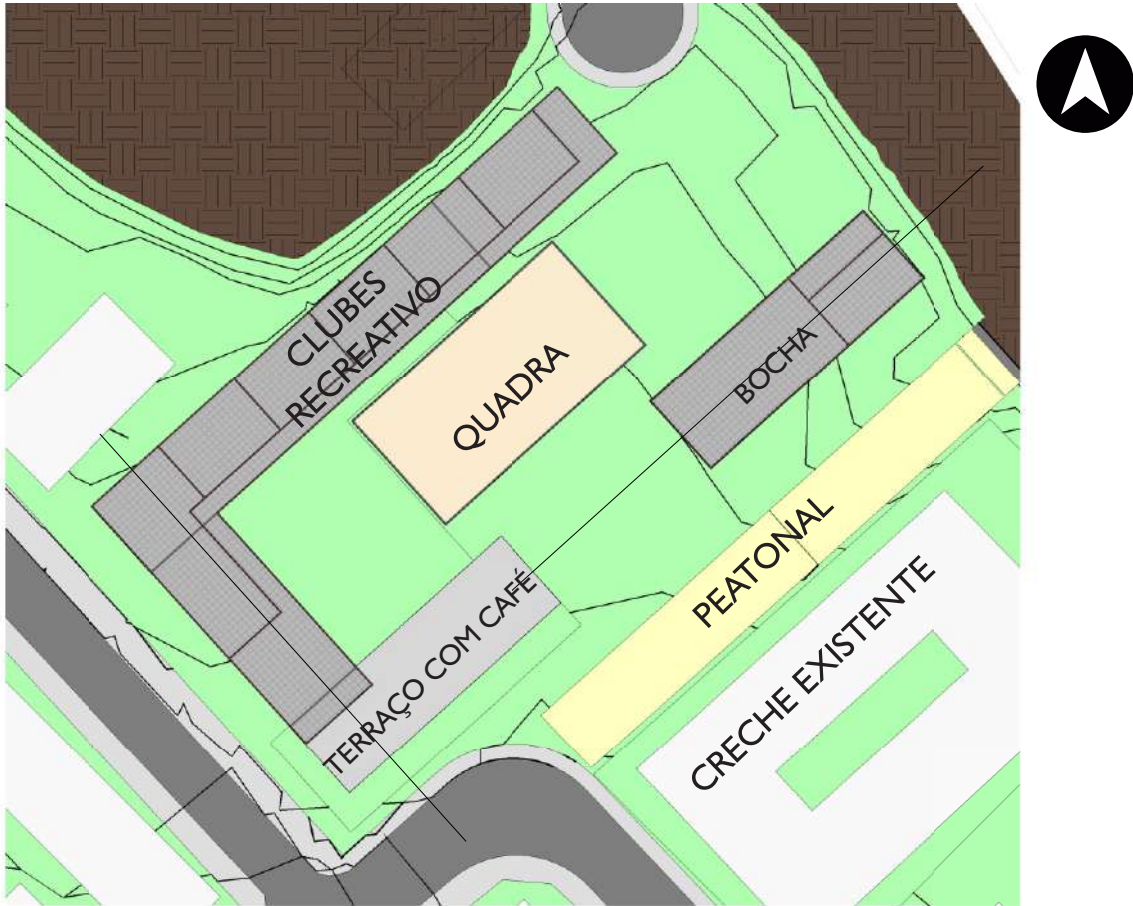 CLUBES
RECREATIVO
QUADRA
BOCHA
PEATONAL
TERRAÇO COM CAFÉ
CRECHE EXISTENTE